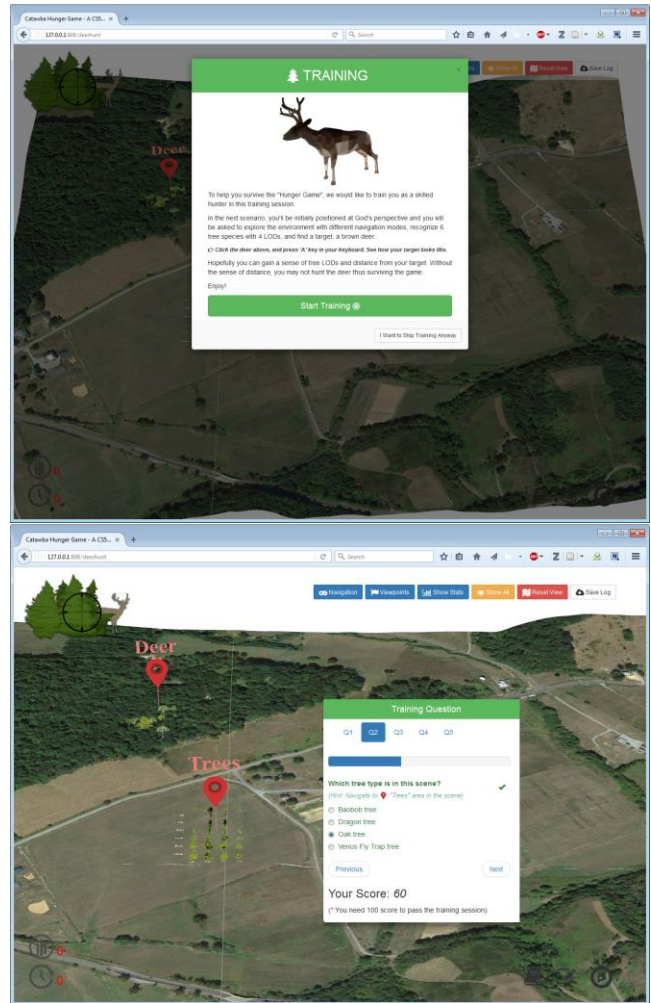 Catawba Hunger Game - A CS5... × +
127.0.0.1:808/deerhunt
Search
Show All Reset View Save Log
TRAINING ×
Deer
To help you survive the "Hunger Game", we would like to train you as a skilled
hunter in this training session.
In the next scenario, you'll be initially positioned at God's perspective and you will
be asked to explore the environment with different navigation modes, recognize 6
tree species with 4 LODs, and find a target: a brown deer.
Click the deer above, and press 'A' key in your keyboard. See how your target looks like.
Hopefully you can gain a sense of tree LODs and distance from your target. Without
the sense of distance, you may not hunt the deer thus surviving the game.
Enjoy!
Start Training
I Want to Skip Training Anyway
0
0
Catawba Hunger Game - A CS5... × +
127.0.0.1:808/deerhunt
Search
Navigation Viewpoints Show Stats Show All Reset View Save Log
Deer
Trees
Training Question
Q1 Q2 Q3 Q4 Q5
Which tree type is in this scene?
(Hint: Navigate to "Trees" area in the scene)
Baobob tree
Dragon tree
Oak tree
Venus Fly Trap tree
Previous Next
Your Score: 60
(* You need 100 score to pass the training session)
0
0